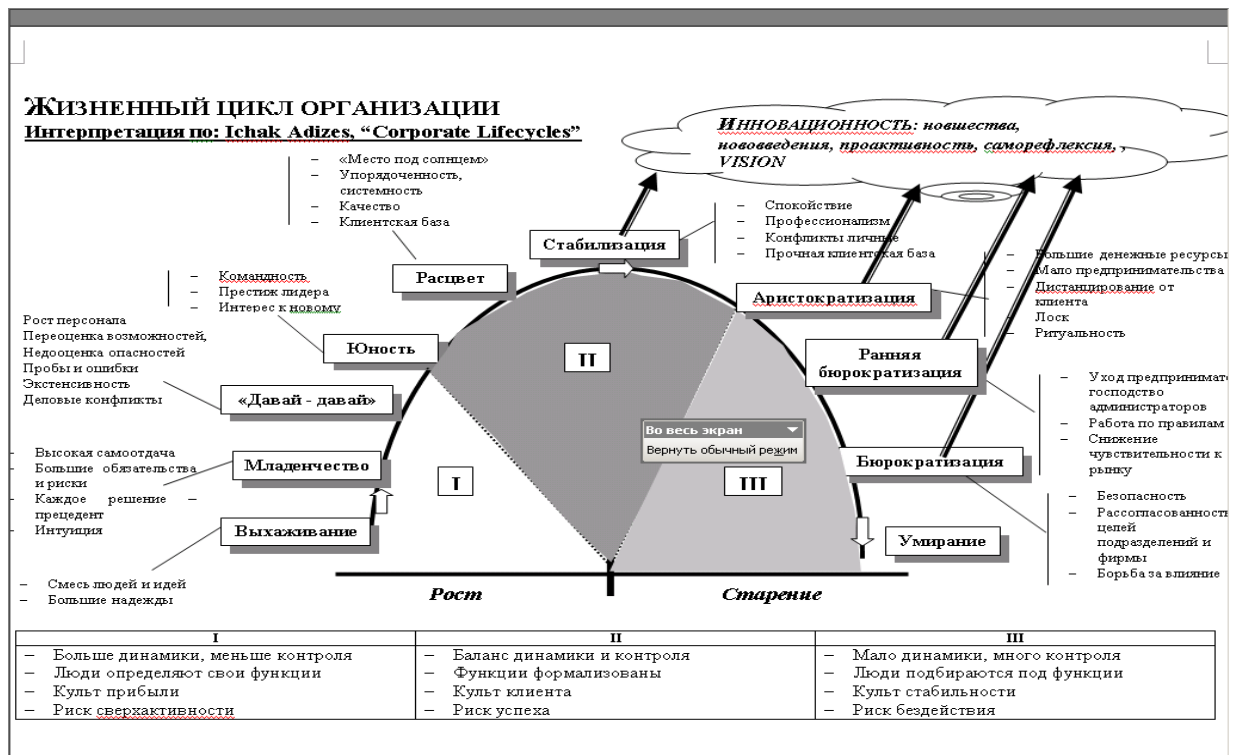 ЖИЗНЕННЫЙ ЦИКЛ ОРГАНИЗАЦИИ
Интерпретация по: Ichak Adizes, “Corporate Lifecycles”
ИННОВАЦИОННОСТЬ: новшества,
нововведения, проактивность, саморефлексия, ,
VISION
– «Место под солнцем»
– Упорядоченность,
системность
– Качество
– Клиентская база
Стабилизация
– Спокойствие
– Профессионализм
– Конфликты личные
– Прочная клиентская база
Расцвет
– Командность
– Престиж лидера
– Интерес к новому
Аристократизация
– Большие денежные ресурсы
– Мало предпринимательства
– Дистанцирование от
клиента
– Лоск
– Ритуальность
Рост персонала
Переоценка возможностей,
Недооценка опасностей
Пробы и ошибки
Экстенсивность
Деловые конфликты
Юность
II
Ранняя
бюрократизация
– Уход предпринимате
господство
администраторов
– Работа по правилам
– Снижение
чувствительности к
рынку
«Давай - давай»
Во весь экран
Вернуть обычный режим
Высокая самоотдача
– Большие обязательства
и риски
– Каждое решение –
прецедент
– Интуиция
Младенчество
I
III
Бюрократизация
– Безопасность
– Рассогласованность
целей
подразделений и
фирмы
– Борьба за влияние
Выхаживание
Умирание
– Смесь людей и идей
– Большие надежды
Рост
Старение
I
– Больше динамики, меньше контроля
– Люди определяют свои функции
– Культ прибыли
– Риск сверхактивности
II
– Баланс динамики и контроля
– Функции формализованы
– Культ клиента
– Риск успеха
III
– Мало динамики, много контроля
– Люди подбираются под функции
– Культ стабильности
– Риск бездействия